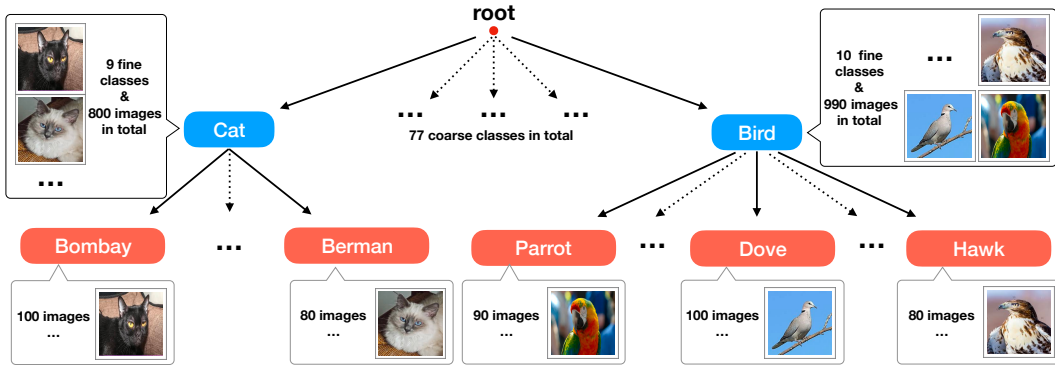 root
9 fine
classes
&
800 images
in total
...
10 fine
classes
&
990 images
in total
...
Cat
... ... ...
77 coarse classes in total
Bird
Bombay
...
Berman
Parrot
...
Dove
...
Hawk
100 images
...
80 images
...
90 images
...
100 images
...
80 images
...